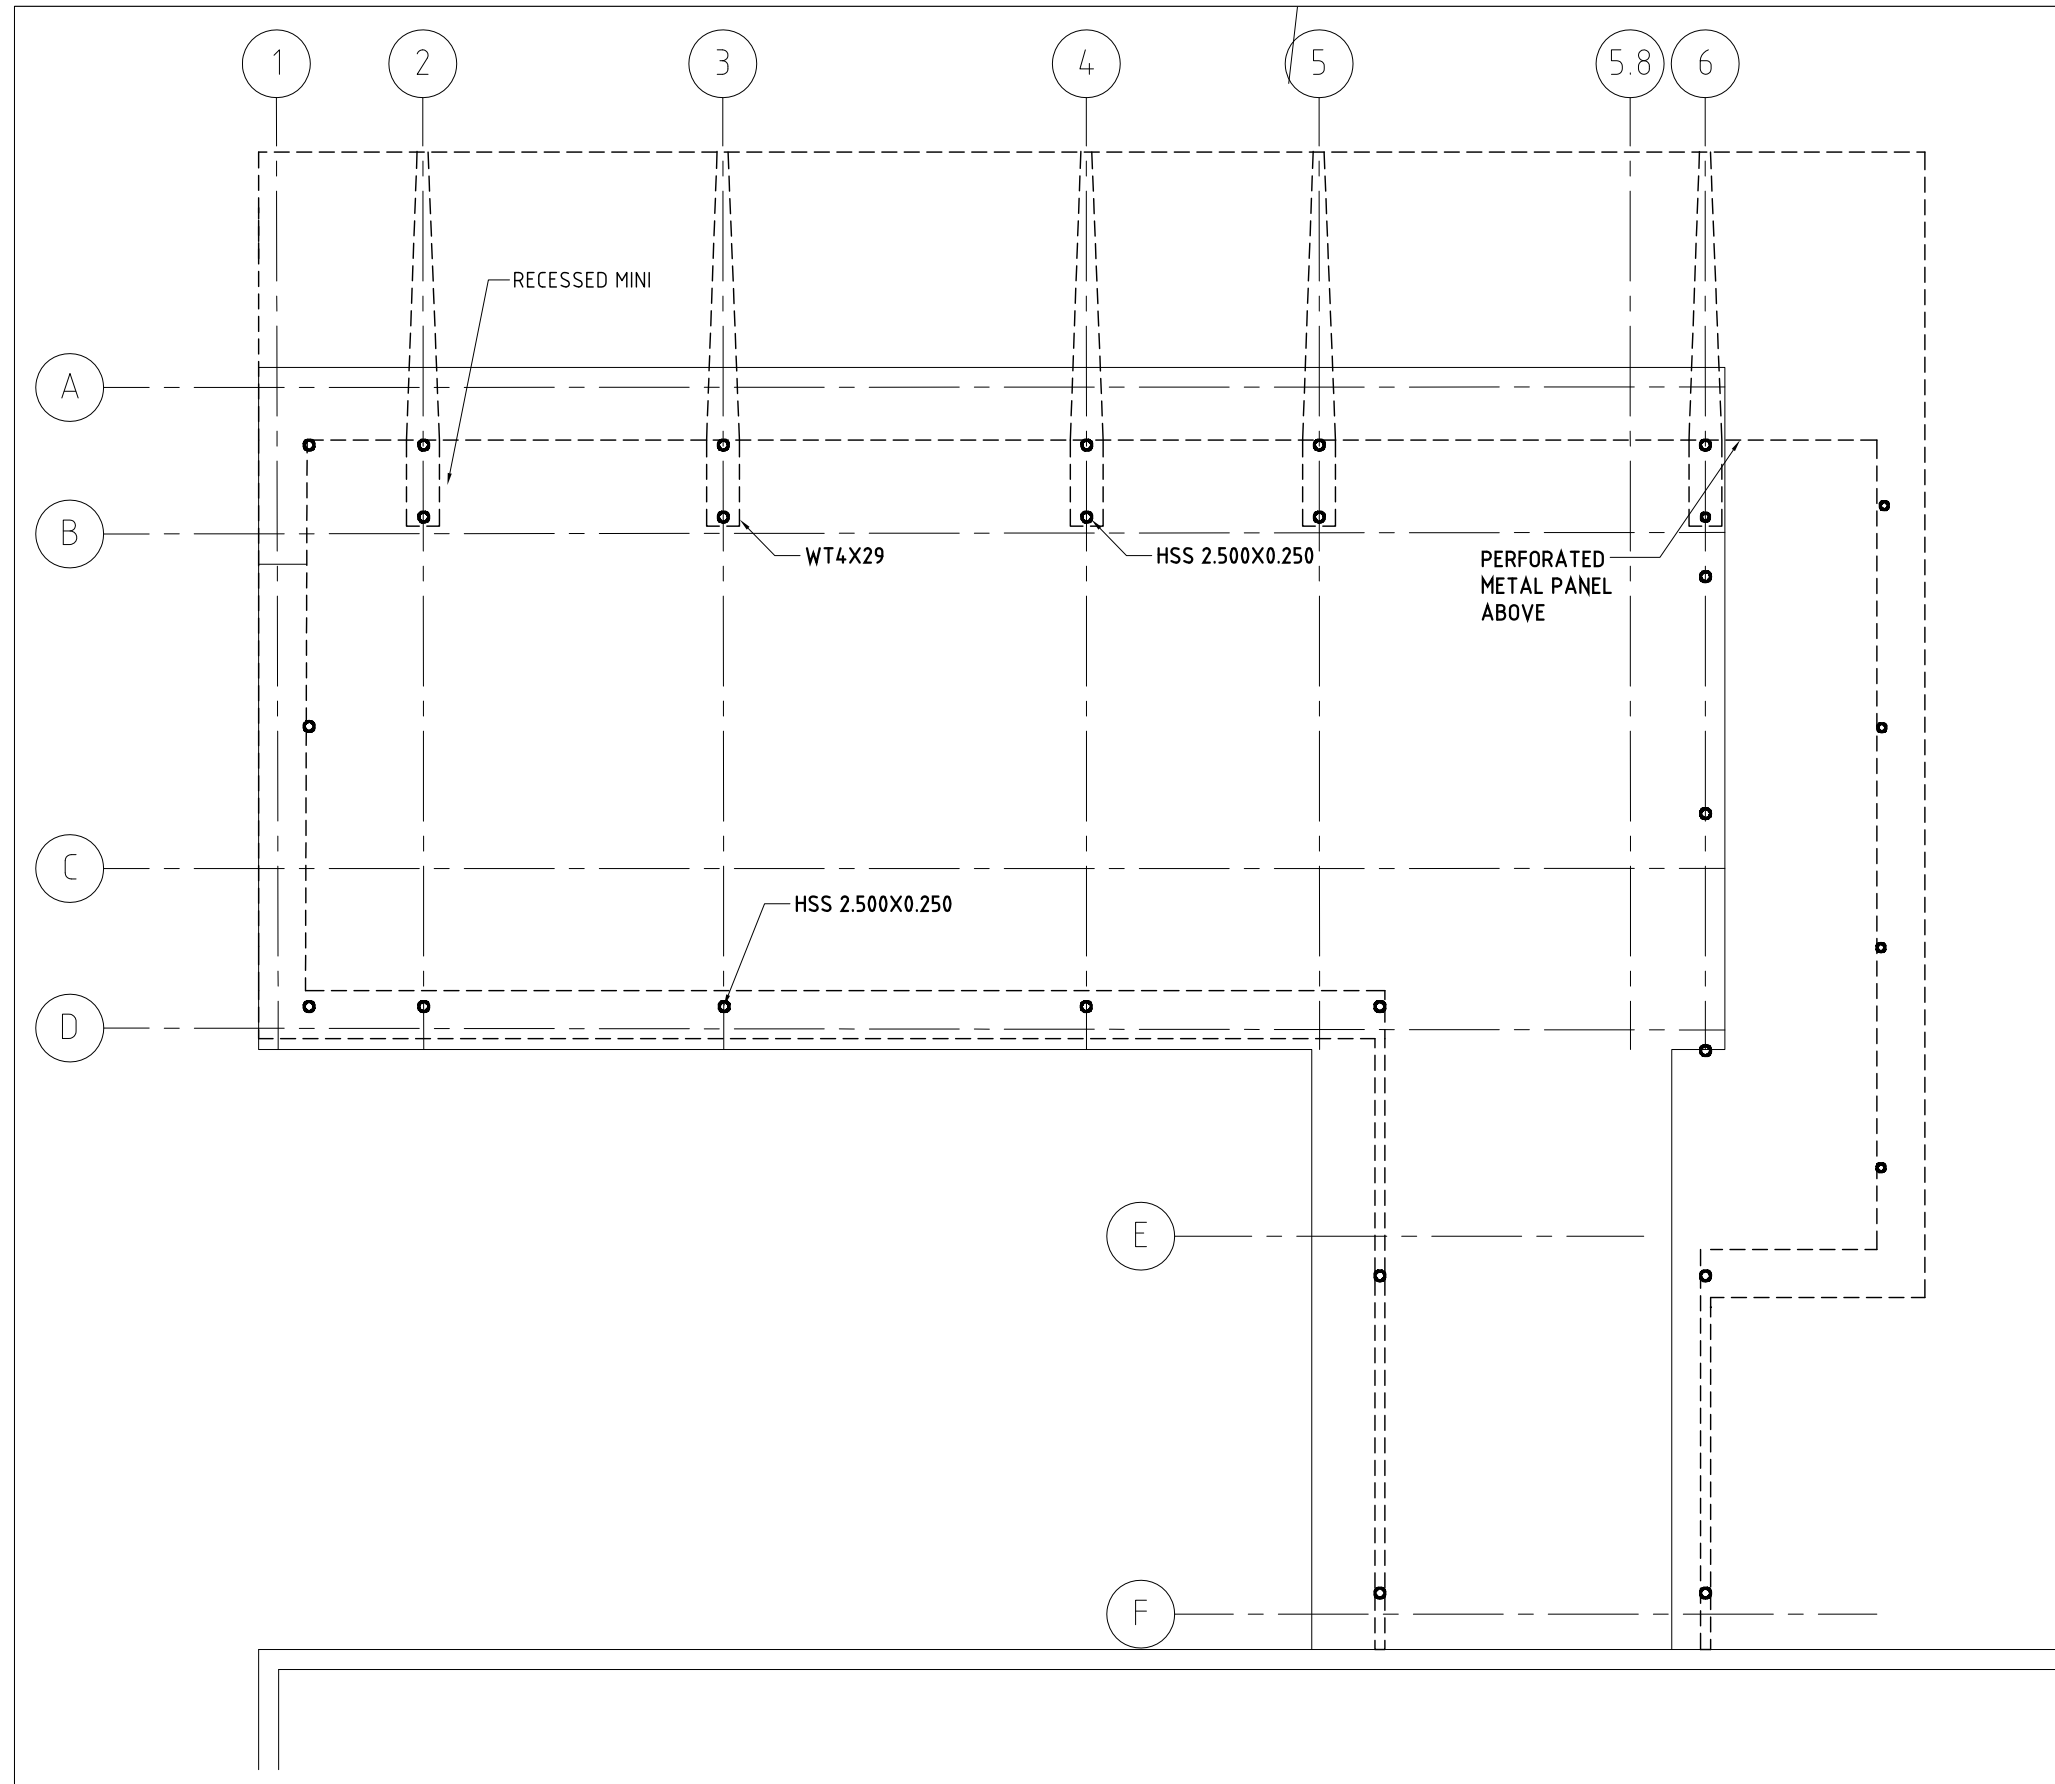 1
2
3
4
5
5.8
6
RECESSED MINI
A
B
WT4X29
HSS 2.500X0.250
PERFORATED
METAL PANEL
ABOVE
C
HSS 2.500X0.250
D
E
F